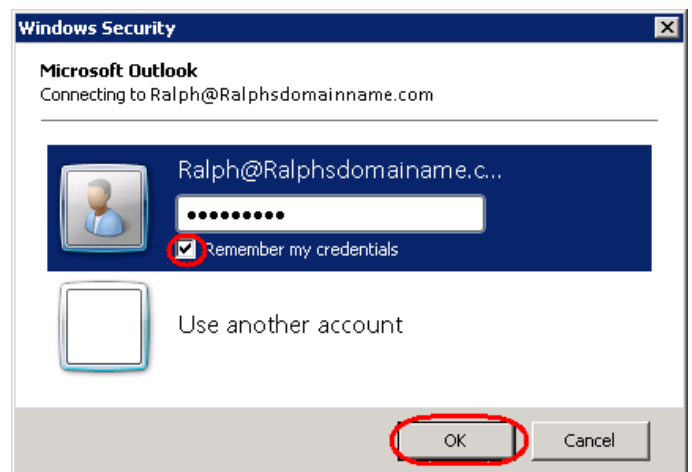 Windows Security
Microsoft Outlook
Connecting to Ralph@Ralphsdomainname.com
Ralph@Ralphsdomainame.c...
•••••••••
Remember my credentials
Use another account
OK
Cancel